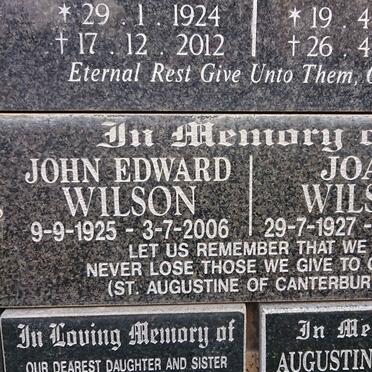 * 29 . 1 . 1924
† 17 . 12 . 2012
* 19 . 4
† 26 . 4
Eternal Rest Give Unto Them,
In Memory
JOHN EDWARD
WILSON
9-9-1925 - 3-7-2006
JOA
WILS
29-7-1927 -
LET US REMEMBER THAT WE
NEVER LOSE THOSE WE GIVE TO
(ST. AUGUSTINE OF CANTERBUR
In Loving Memory of
OUR DEAREST DAUGHTER AND SISTER
In Me
AUGUSTIN